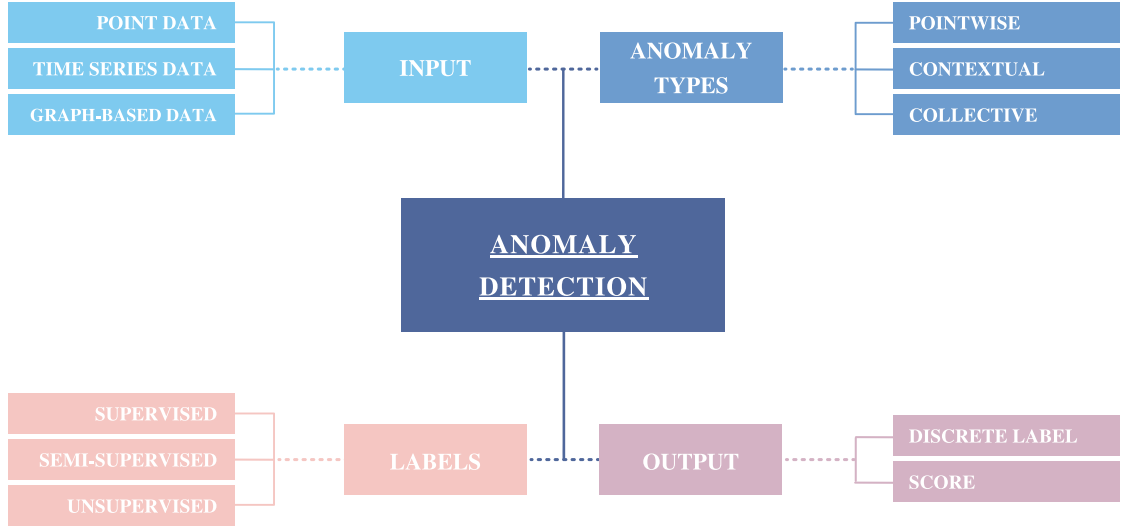 POINT DATA
TIME SERIES DATA
GRAPH-BASED DATA
INPUT
ANOMALY
TYPES
POINTWISE
CONTEXTUAL
COLLECTIVE
ANOMALY
DETECTION
SUPERVISED
SEMI-SUPERVISED
UNSUPERVISED
LABELS
OUTPUT
DISCRETE LABEL
SCORE